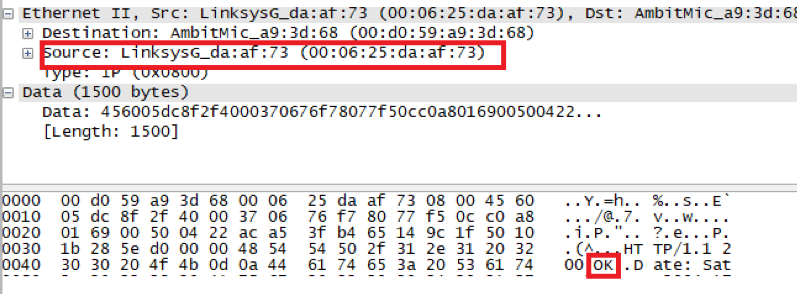 Ethernet II, Src: LinksysG_da:af:73 (00:06:25:da:af:73), Dst: AmbitMic_a9:3d:68
Destination: AmbitMic_a9:3d:68 (00:d0:59:a9:3d:68)
Source: LinksysG_da:af:73 (00:06:25:da:af:73)
Type: IP (0x0800)
Data (1500 bytes)
Data: 456005dc8f2f4000370676f78077f50cc0a8016900500422...
[Length: 1500]
0000 00 d0 59 a9 3d 68 00 06 25 da af 73 08 00 45 60 ..Y.=h.. %..s..E`
0010 05 dc 8f 2f 40 00 37 06 76 f7 80 77 f5 0c c0 a8 .../@.7. v..w....
0020 01 69 00 50 04 22 ac a5 3f b4 65 14 9c 1f 50 10 .i.P.".. ?.e...P.
0030 1b 28 5e d0 00 00 48 54 54 50 2f 31 2e 31 20 32 .(^...HT TP/1.1 2
0040 30 30 20 4f 4b 0d 0a 44 61 74 65 3a 20 53 61 74 00 OK..D ate: Sat